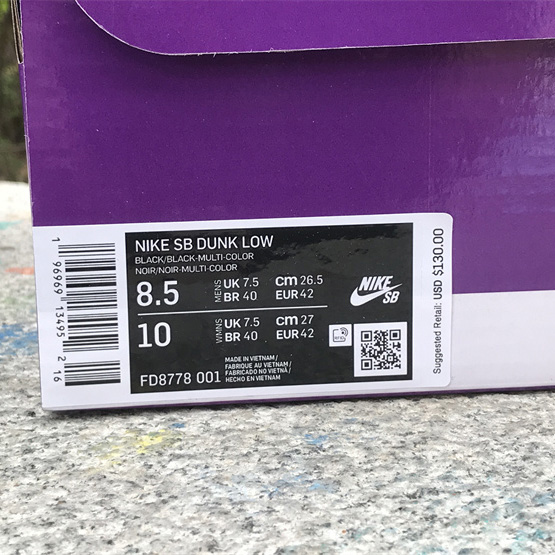 NIKE SB DUNK LOW
BLACK/BLACK-MULTI-COLOR
NOIR/NOIR-MULTI-COLOR
8.5 MENS UK 7.5 cm 26.5
BR 40 EUR 42
10 WMNS UK 7.5 cm 27
BR 40 EUR 42
NIKE
SB
FD8778 001
MADE IN VIETNAM /
FABRIQUE AU VIETNAM /
FABRICADO NO VIETNÃ /
HECHO EN VIETNAM
1 96969 13495 2 16
Suggested Retail: USD $130.00